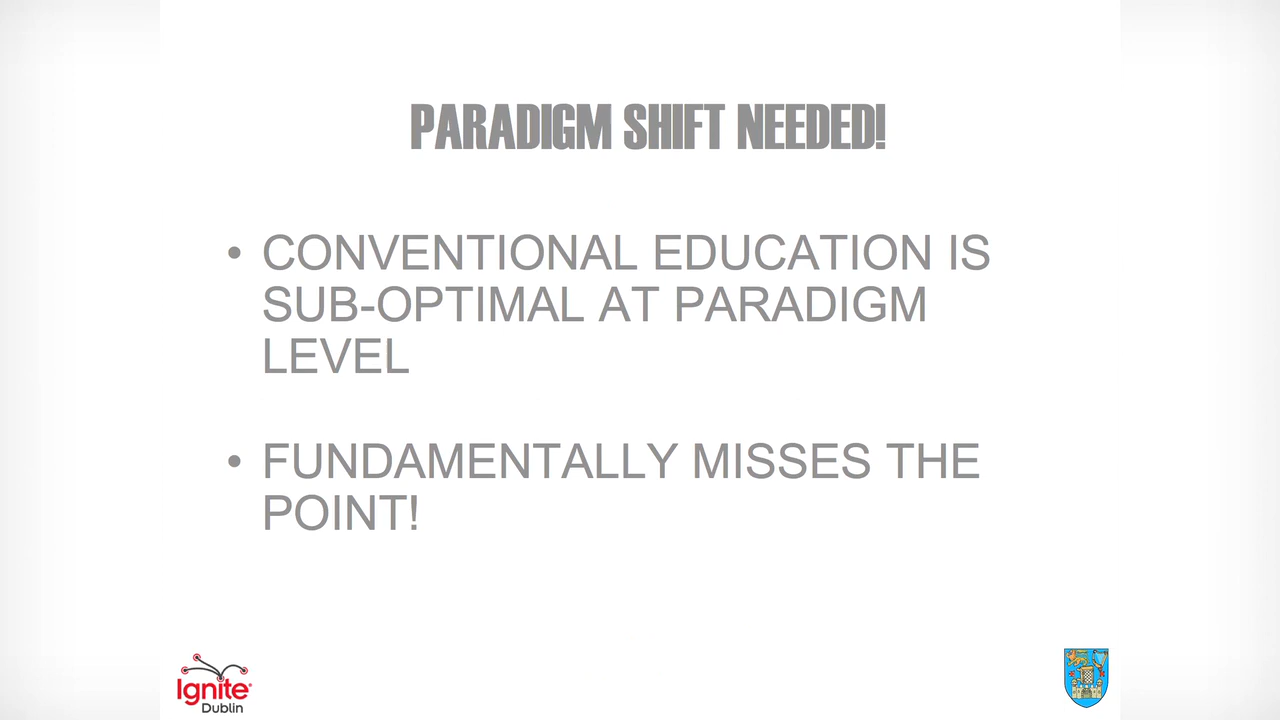 PARADIGM SHIFT NEEDED!
• CONVENTIONAL EDUCATION IS
SUB-OPTIMAL AT PARADIGM
LEVEL
• FUNDAMENTALLY MISSES THE
POINT!
Ignite
Dublin